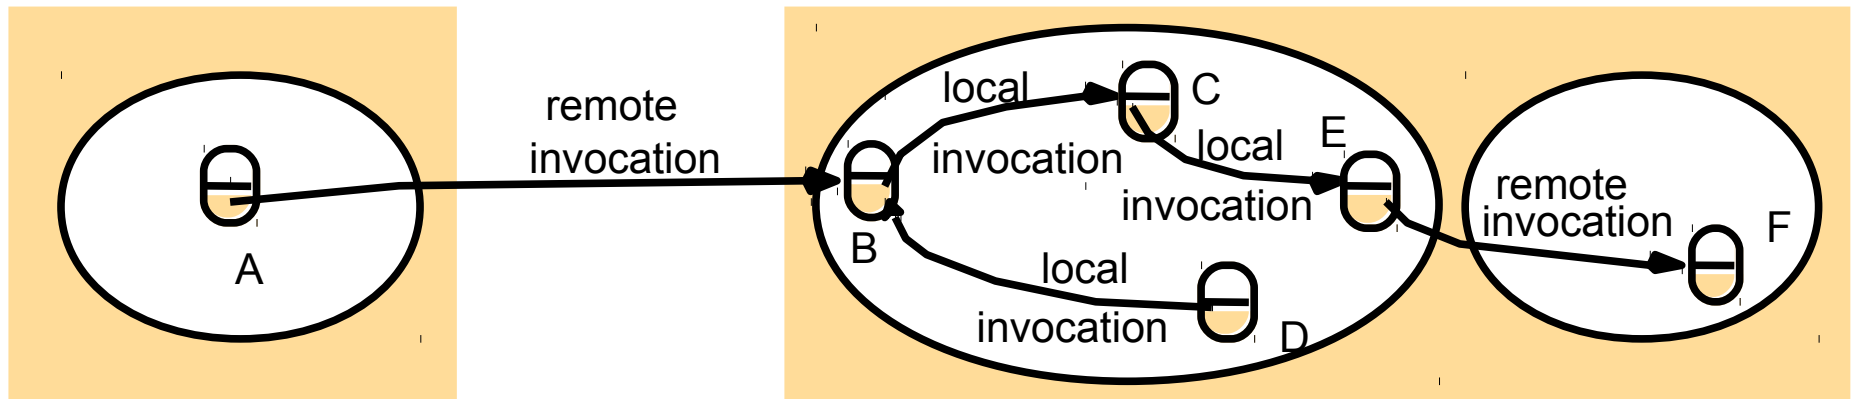 remote
invocation
A
local
invocation
C
local
invocation
E
B
local
invocation
D
remote
invocation
F